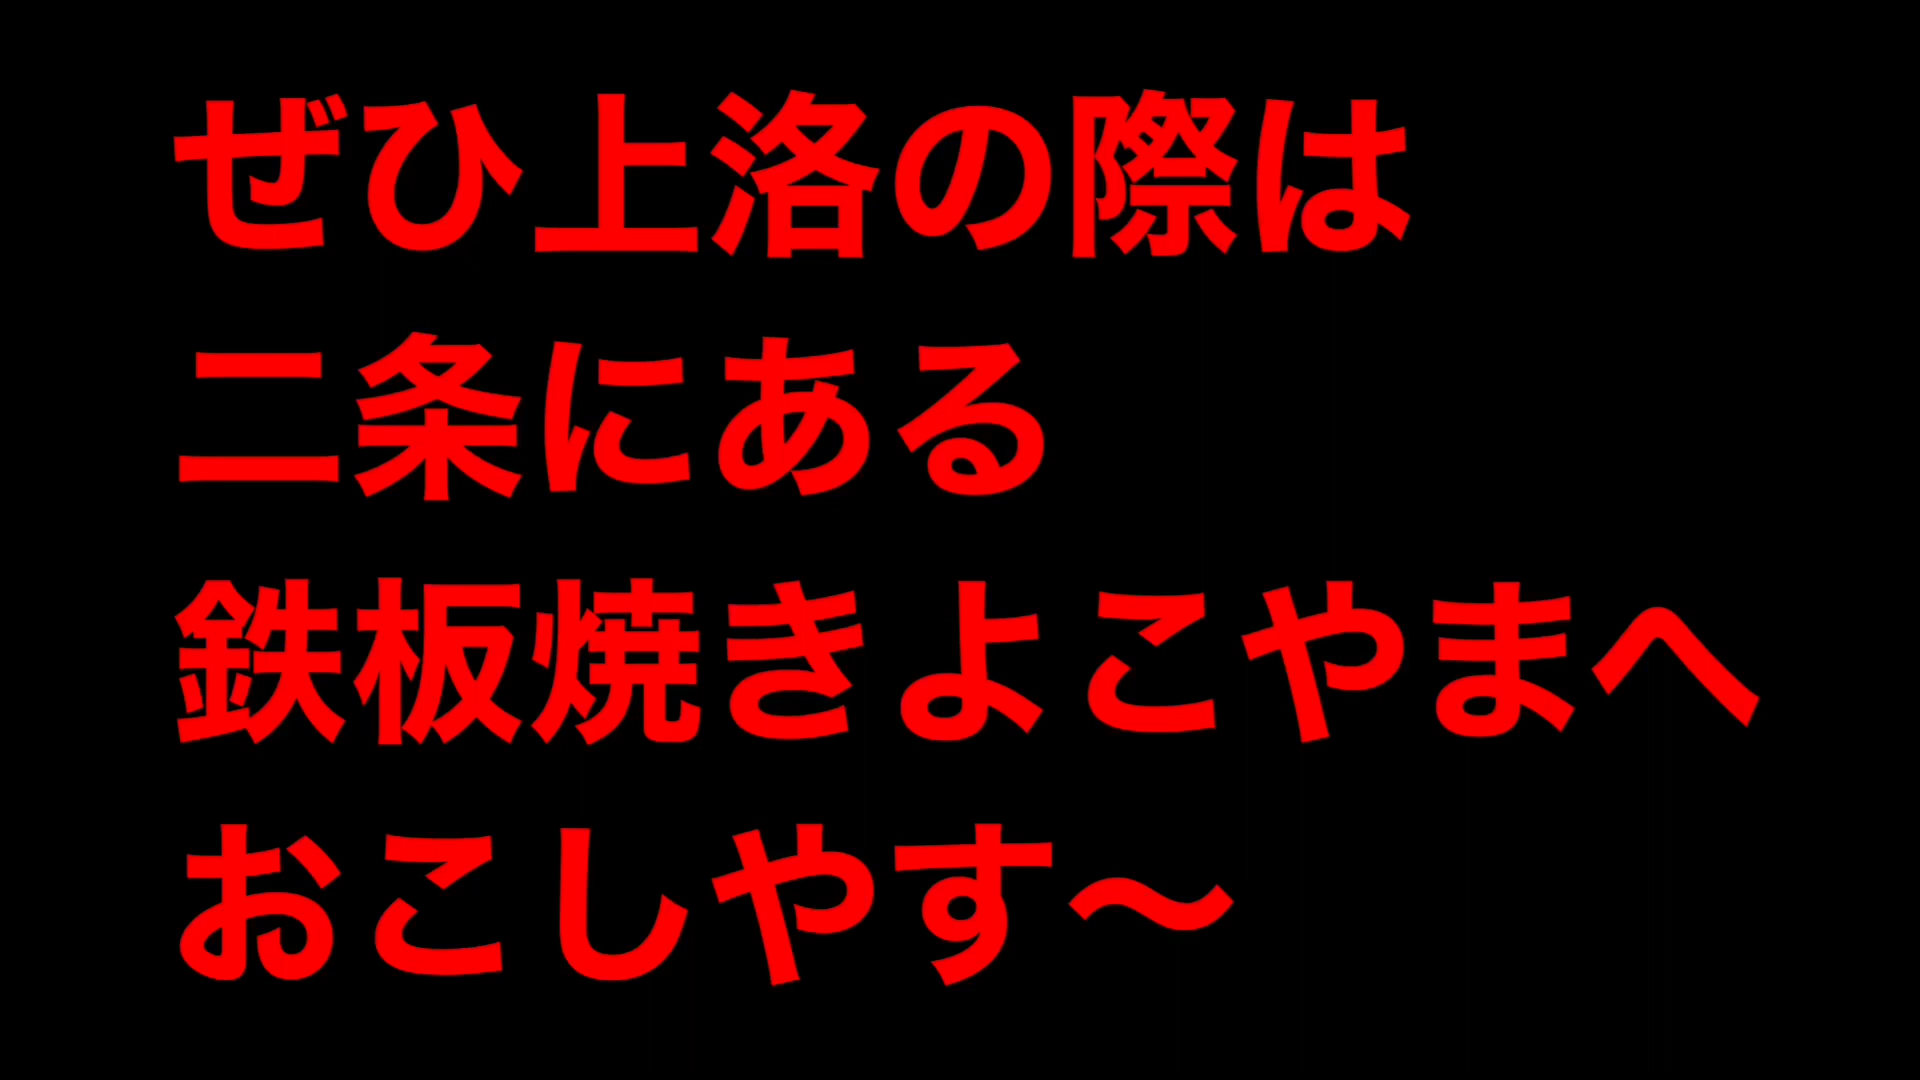 ぜひ上洛の際は
二条にある
鉄板焼きよこやまへ
おこしやす〜